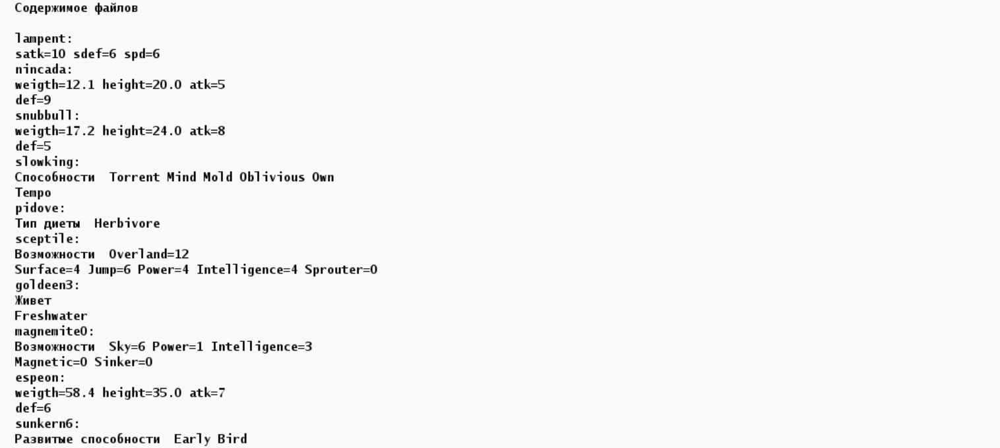 Содержимое файлов
lampent:
satk=10 sdef=6 spd=6
nincada:
weigth=12.1 height=20.0 atk=5
def=9
snubbull:
weigth=17.2 height=24.0 atk=8
def=5
slowking:
Способности  Torrent Mind Mold Oblivious Own
Tempo
pidove:
Тип диеты  Herbivore
sceptile:
Возможности  Overland=12
Surface=4 Jump=6 Power=4 Intelligence=4 Sprouter=0
goldeen3:
Живет
Freshwater
magnemite0:
Возможности  Sky=6 Power=1 Intelligence=3
Magnetic=0 Sinker=0
espeon:
weigth=58.4 height=35.0 atk=7
def=6
sunkern6:
Развитые способности  Early Bird